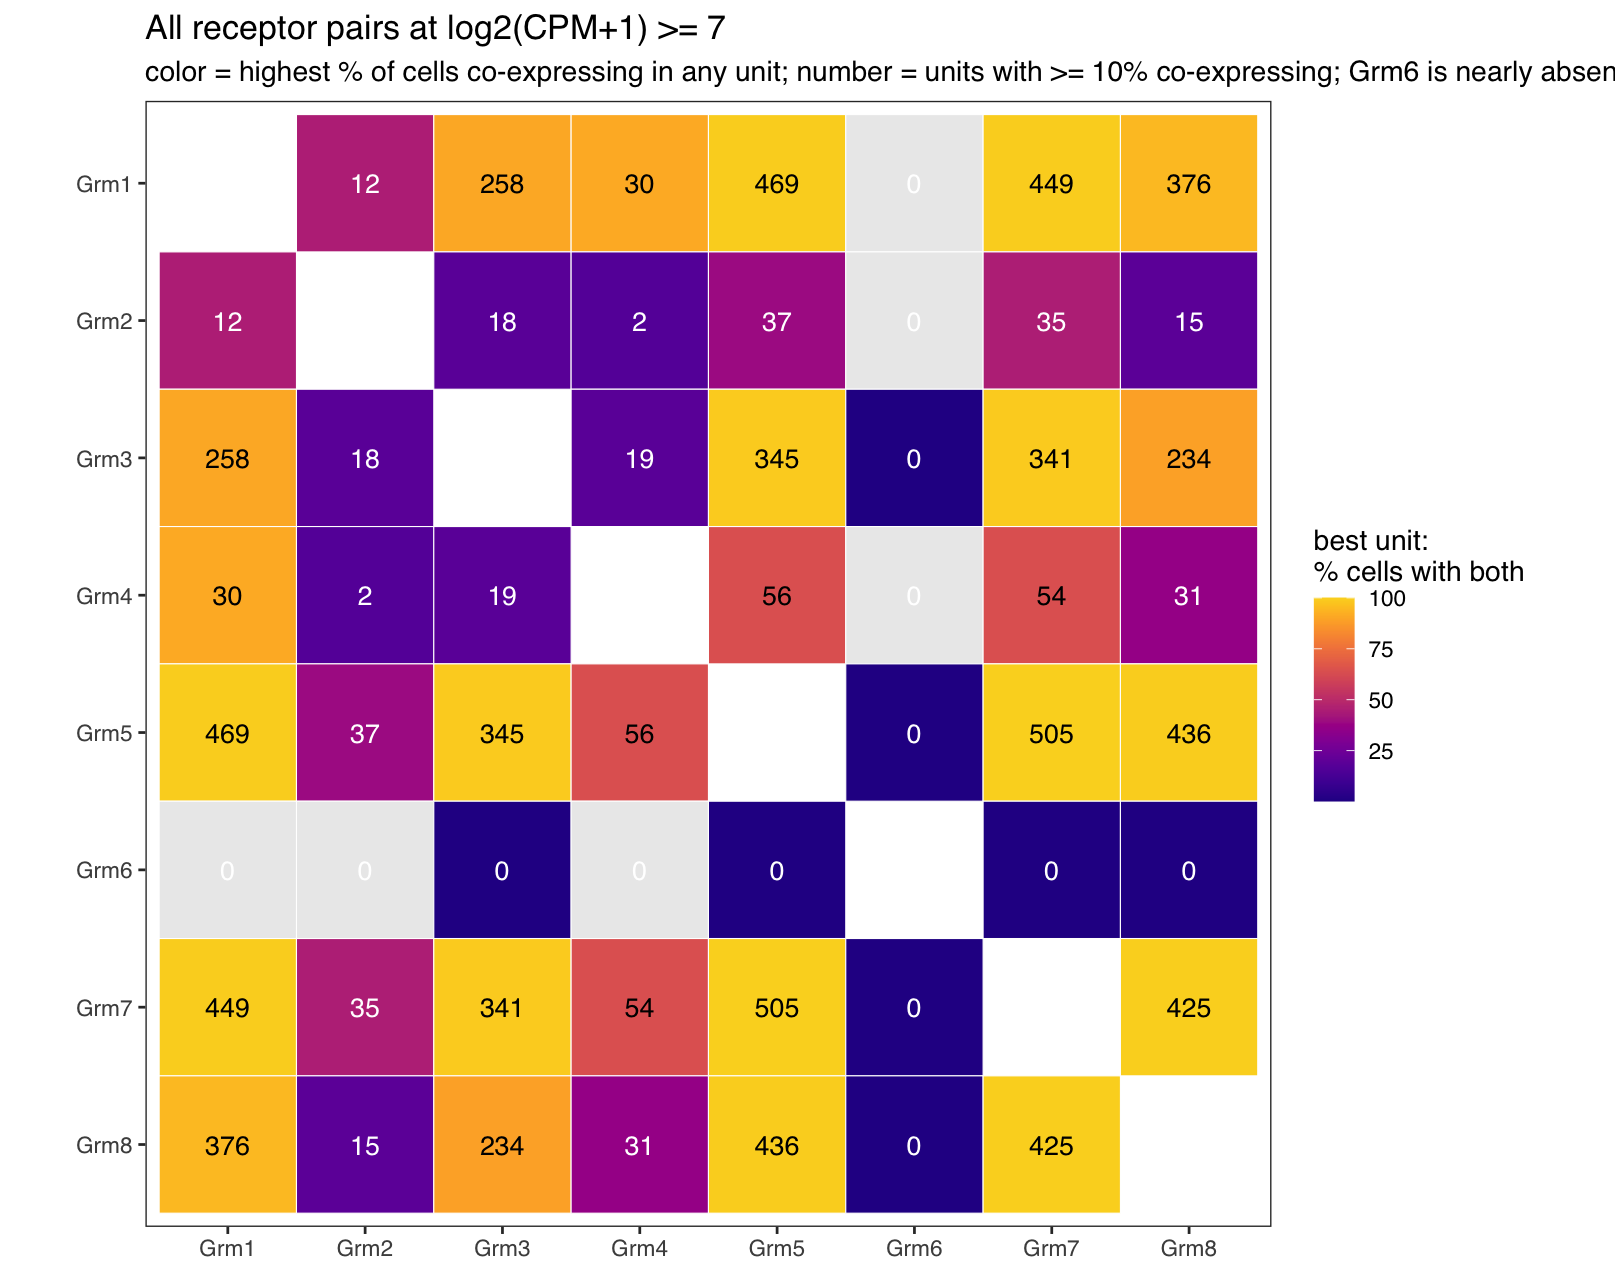 All receptor pairs at log2(CPM+1) >= 7
color = highest % of cells co-expressing in any unit; number = units with >= 10% co-expressing; Grm6 is nearly absen
Grm1 12 258 30 469 0 449 376
Grm2 12 18 2 37 0 35 15
Grm3 258 18 19 345 0 341 234
Grm4 30 2 19 56 0 54 31
Grm5 469 37 345 56 0 505 436
Grm6 0 0 0 0 0 0 0
Grm7 449 35 341 54 505 0 425
Grm8 376 15 234 31 436 0 425
Grm1 Grm2 Grm3 Grm4 Grm5 Grm6 Grm7 Grm8
best unit:
% cells with both
100
75
50
25